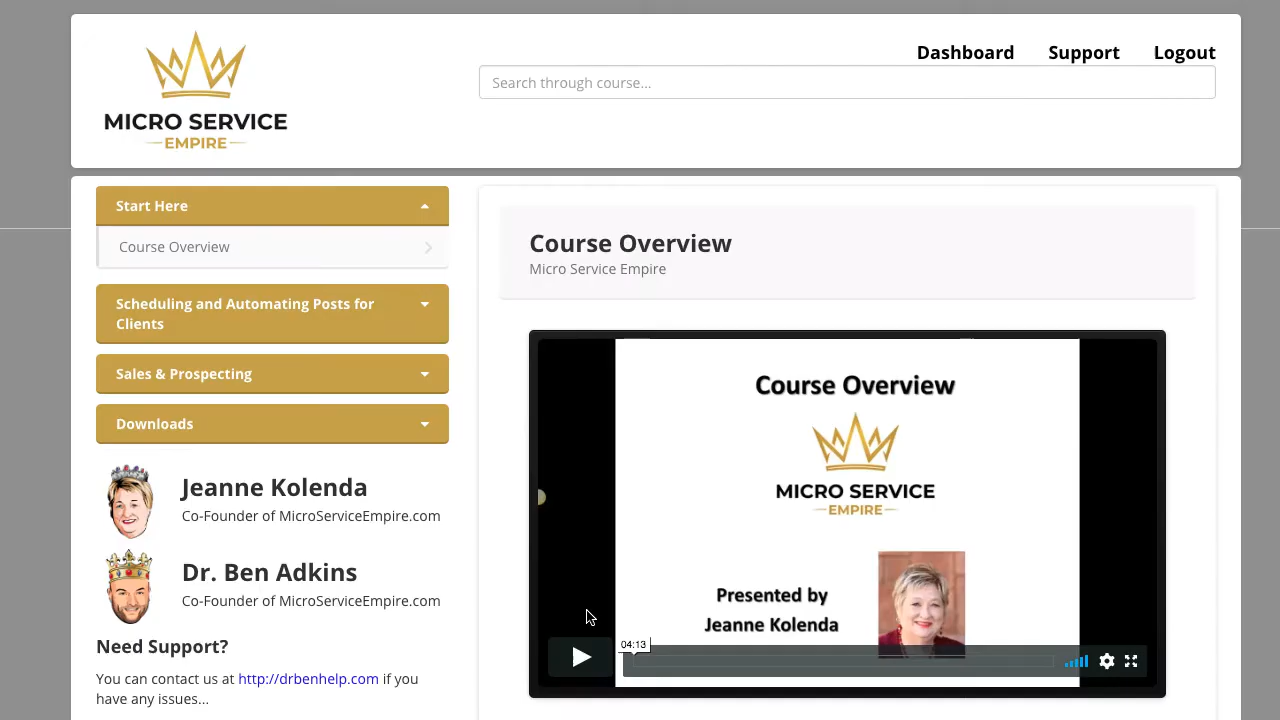 MICRO SERVICE
EMPIRE
Dashboard
Support
Logout
Search through course...
Start Here
Course Overview
Scheduling and Automating Posts for
Clients
Sales & Prospecting
Downloads
Jeanne Kolenda
Co-Founder of MicroServiceEmpire.com
Dr. Ben Adkins
Co-Founder of MicroServiceEmpire.com
Need Support?
You can contact us at http://drbenhelp.com if you
have any issues...
Course Overview
Micro Service Empire
Course Overview
MICRO SERVICE
EMPIRE
Presented by
Jeanne Kolenda
04:13